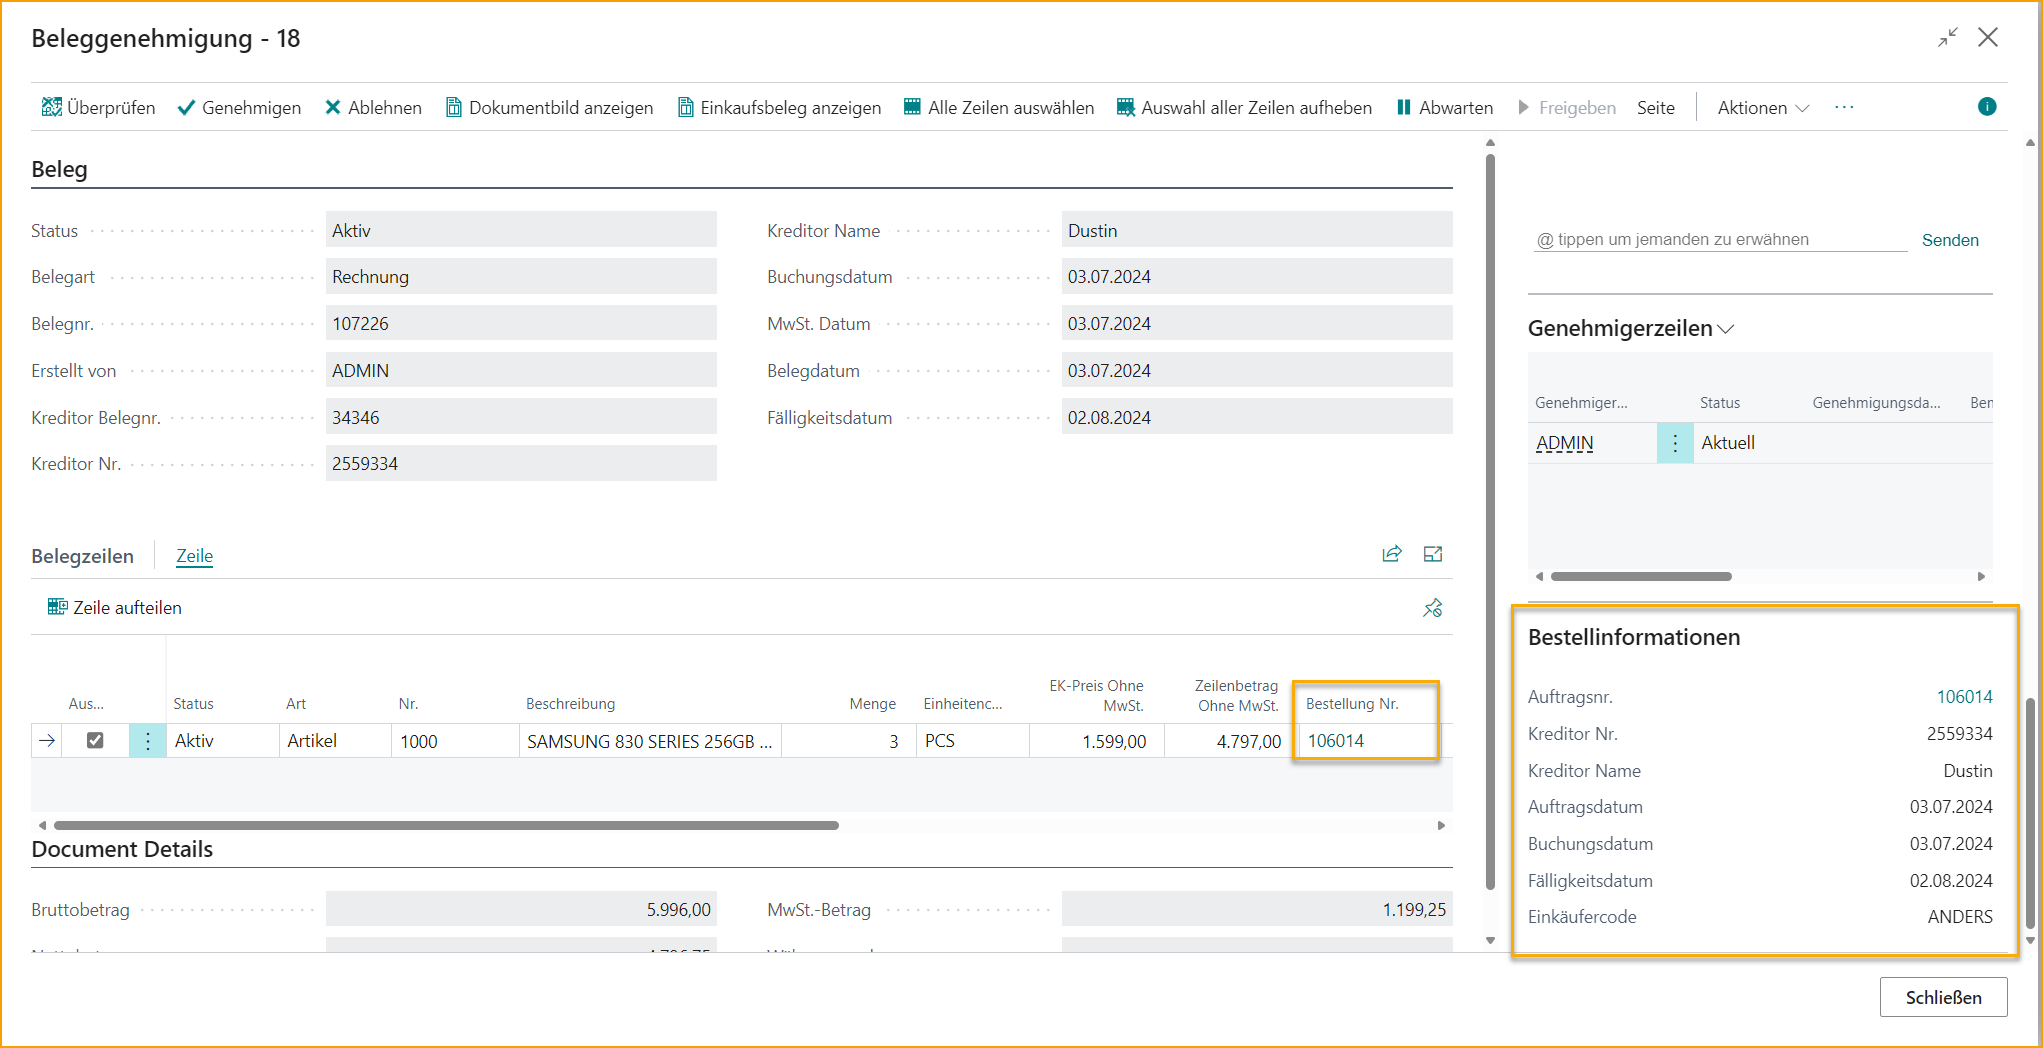 Beleggenehmigung - 18
Überprüfen Genehmigen Ablehnen Dokumentbild anzeigen Einkaufsbeleg anzeigen Alle Zeilen auswählen Auswahl aller Zeilen aufheben Abwarten Freigeben Seite Aktionen ...
Beleg
Status Aktiv
Belegart Rechnung
Belegnr. 107226
Erstellt von ADMIN
Kreditor Belegnr. 34346
Kreditor Nr. 2559334
Kreditor Name Dustin
Buchungsdatum 03.07.2024
MwSt. Datum 03.07.2024
Belegdatum 03.07.2024
Fälligkeitsdatum 02.08.2024
Belegzeilen Zeile
Zeile aufteilen
Aus... Status Art Nr. Beschreibung Menge Einheitenc... EK-Preis Ohne MwSt. Zeilenbetrag Ohne MwSt. Bestellung Nr.
Aktiv Artikel 1000 SAMSUNG 830 SERIES 256GB ... 3 PCS 1.599,00 4.797,00 106014
Document Details
Bruttobetrag 5.996,00
MwSt.-Betrag 1.199,25
@ tippen um jemanden zu erwähnen Senden
Genehmigerzeilen
Genehmiger... Status Genehmigungsda... Ben
ADMIN Aktuell
Bestellinformationen
Auftragsnr. 106014
Kreditor Nr. 2559334
Kreditor Name Dustin
Auftragsdatum 03.07.2024
Buchungsdatum 03.07.2024
Fälligkeitsdatum 02.08.2024
Einkäufercode ANDERS
Schließen